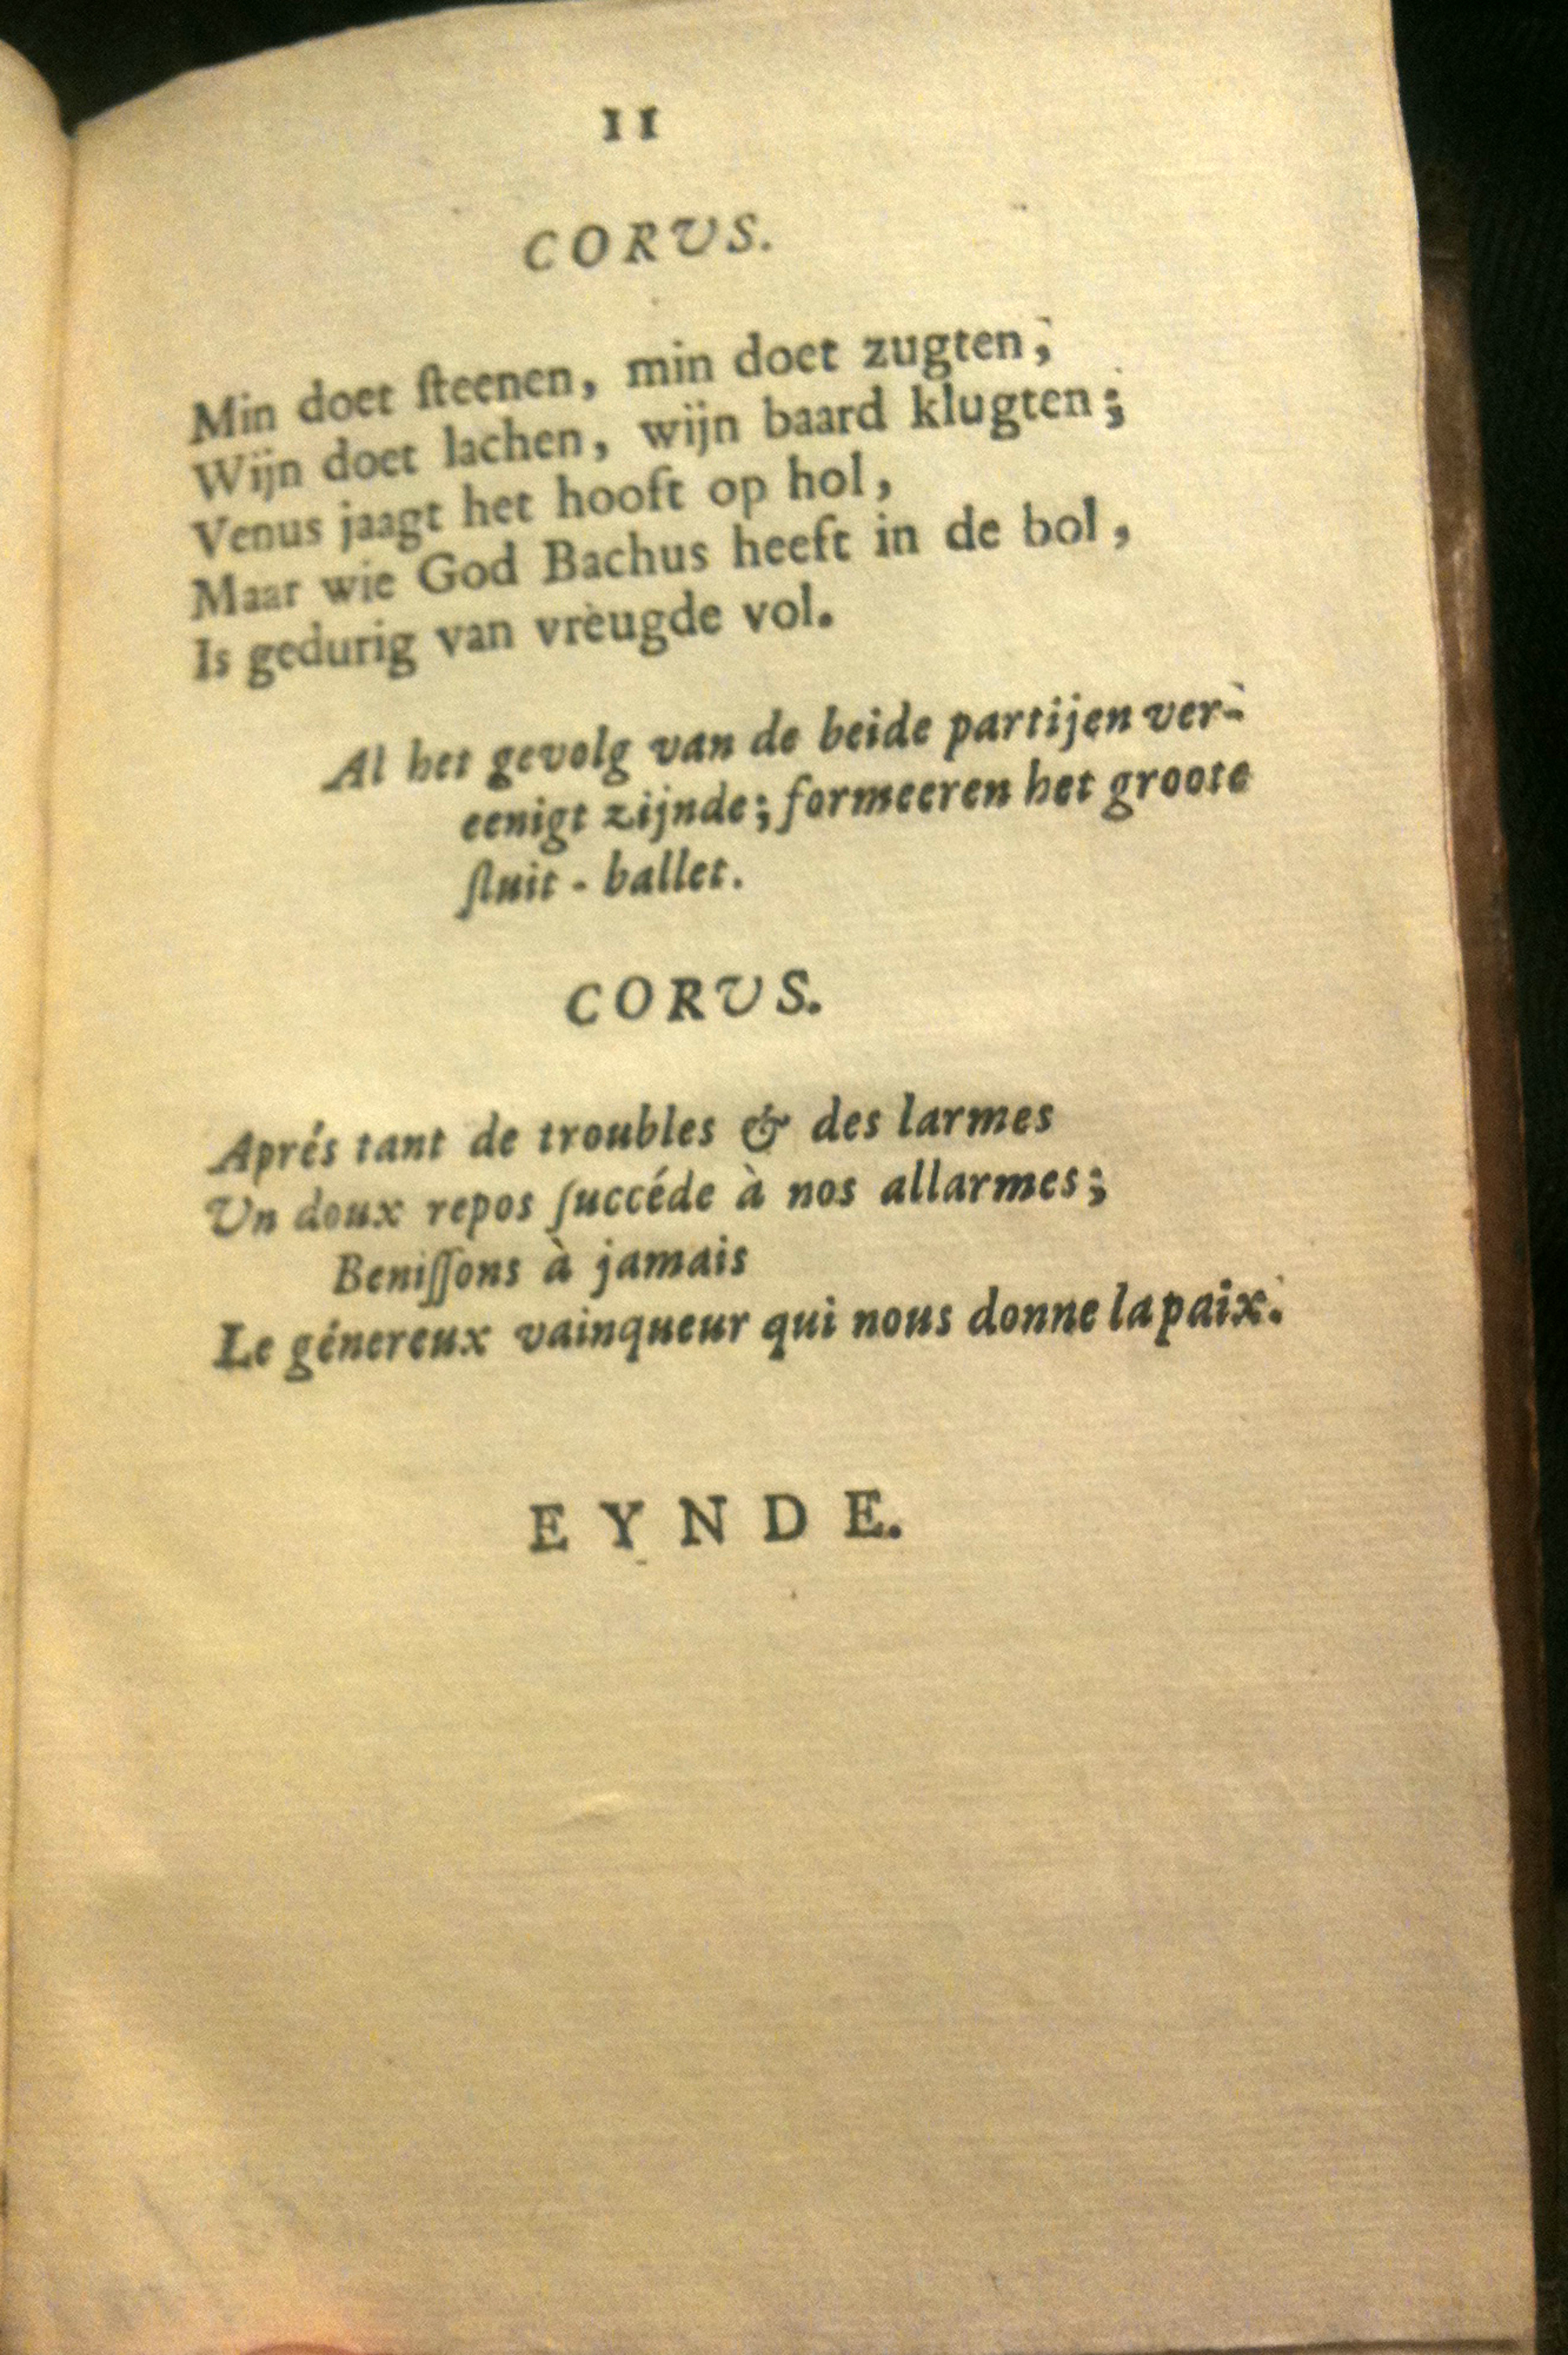 11
CORUS.
Min doet ſteenen, min doet zugten,
Wijn doet lachen, wijn baard klugten;
Venus jaagt het hooft op hol,
Maar wie God Bachus heeft in de bol,
Is gedurig van vreugde vol.
Al het gevolg van de beide partijen ver-
eenigt zijnde; formeeren het groote
ſluit-ballet.
CORUS.
Aprés tant de troubles & des larmes
Un doux repos ſuccéde à nos allarmes;
Beniſſons à jamais
Le génereux vainqueur qui nous donne la paix.
EYNDE.